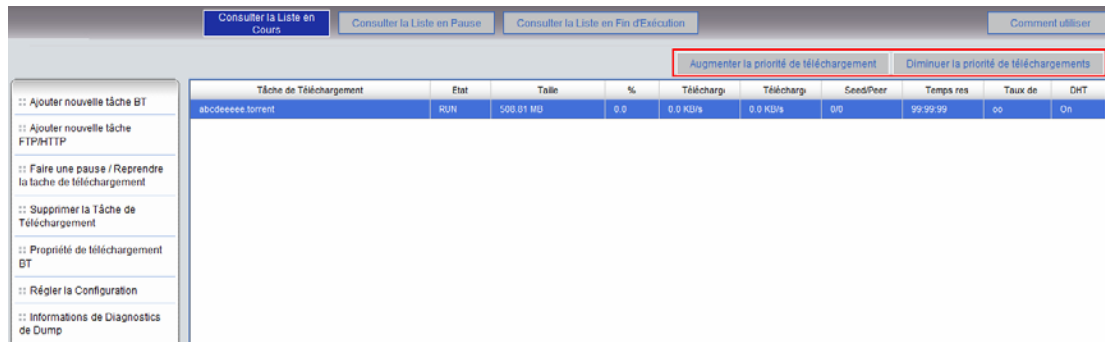 Consulter la Liste en
Cours
Consulter la Liste en Pause
Consulter la Liste en Fin d'Exécution
Comment utiliser
Augmenter la priorité de téléchargement
Diminuer la priorité de téléchargements
:: Ajouter nouvelle tâche BT
:: Ajouter nouvelle tâche
FTP/HTTP
:: Faire une pause / Reprendre
la tache de téléchargement
:: Supprimer la Tâche de
Téléchargement
:: Propriété de téléchargement
BT
:: Régler la Configuration
:: Informations de Diagnostics
de Dump
Tâche de Téléchargement Etat Taille % Télécharg Télécharg Seed/Peer Temps res Taux de DHT
abcdeeeee.torrent RUN 508.01 MB 0.0 0.0 KB/s 0.0 KB/s 0/0 99:99:99 oo On